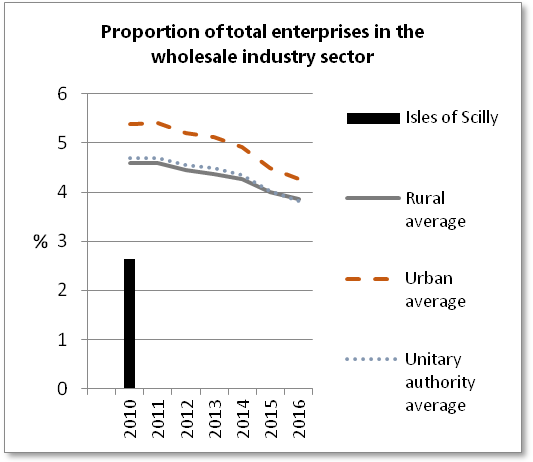 Proportion of total enterprises in the
wholesale industry sector
6
5
4
3
2
1
0
%
2010
2011
2012
2013
2014
2015
2016
Isles of Scilly
Rural
average
Urban
average
Unitary
authority
average